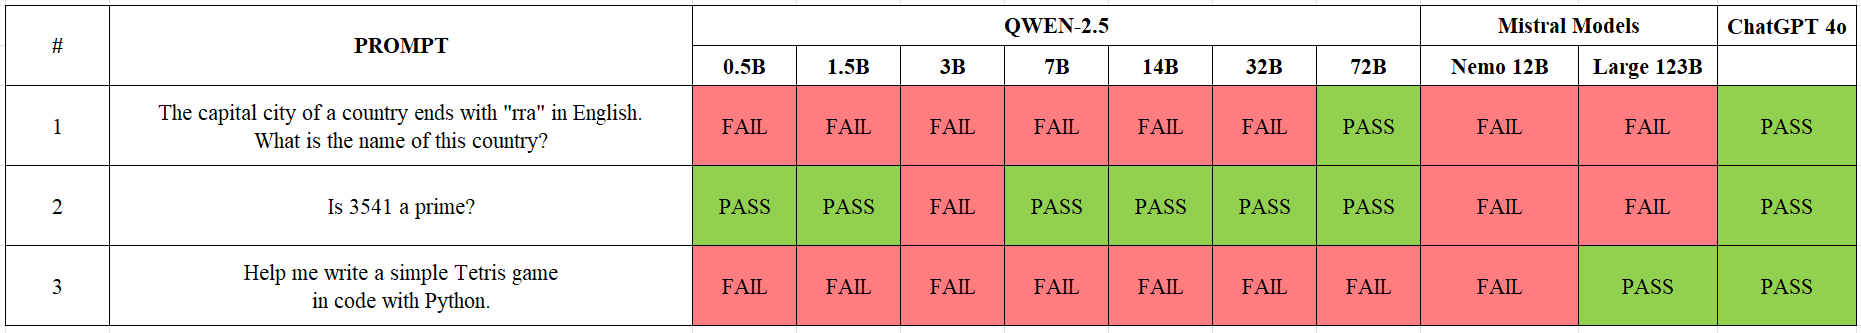 # PROMPT QWEN-2.5 Mistral Models ChatGPT 4o
0.5B 1.5B 3B 7B 14B 32B 72B Nemo 12B Large 123B
1 The capital city of a country ends with "rra" in English.
What is the name of this country?
FAIL FAIL FAIL FAIL FAIL FAIL PASS FAIL FAIL PASS
2 Is 3541 a prime? PASS PASS FAIL PASS PASS PASS PASS FAIL FAIL PASS
3 Help me write a simple Tetris game
in code with Python.
FAIL FAIL FAIL FAIL FAIL FAIL FAIL FAIL PASS PASS